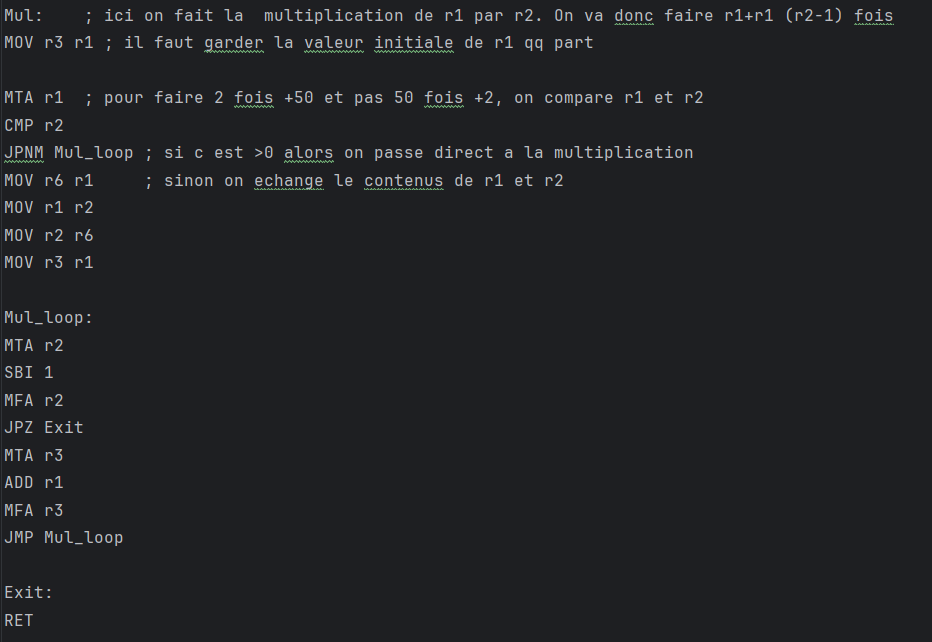 Mul:    ; ici on fait la  multiplication de r1 par r2. On va donc faire r1+r1 (r2-1) fois
MOV r3 r1 ; il faut garder la valeur initiale de r1 qq part
MTA r1  ; pour faire 2 fois +50 et pas 50 fois +2, on compare r1 et r2
CMP r2
JPNM Mul_loop ; si c est >0 alors on passe direct a la multiplication
MOV r6 r1     ; sinon on echange le contenus de r1 et r2
MOV r1 r2
MOV r2 r6
MOV r3 r1
Mul_loop:
MTA r2
SBI 1
MFA r2
JPZ Exit
MTA r3
ADD r1
MFA r3
JMP Mul_loop
Exit:
RET